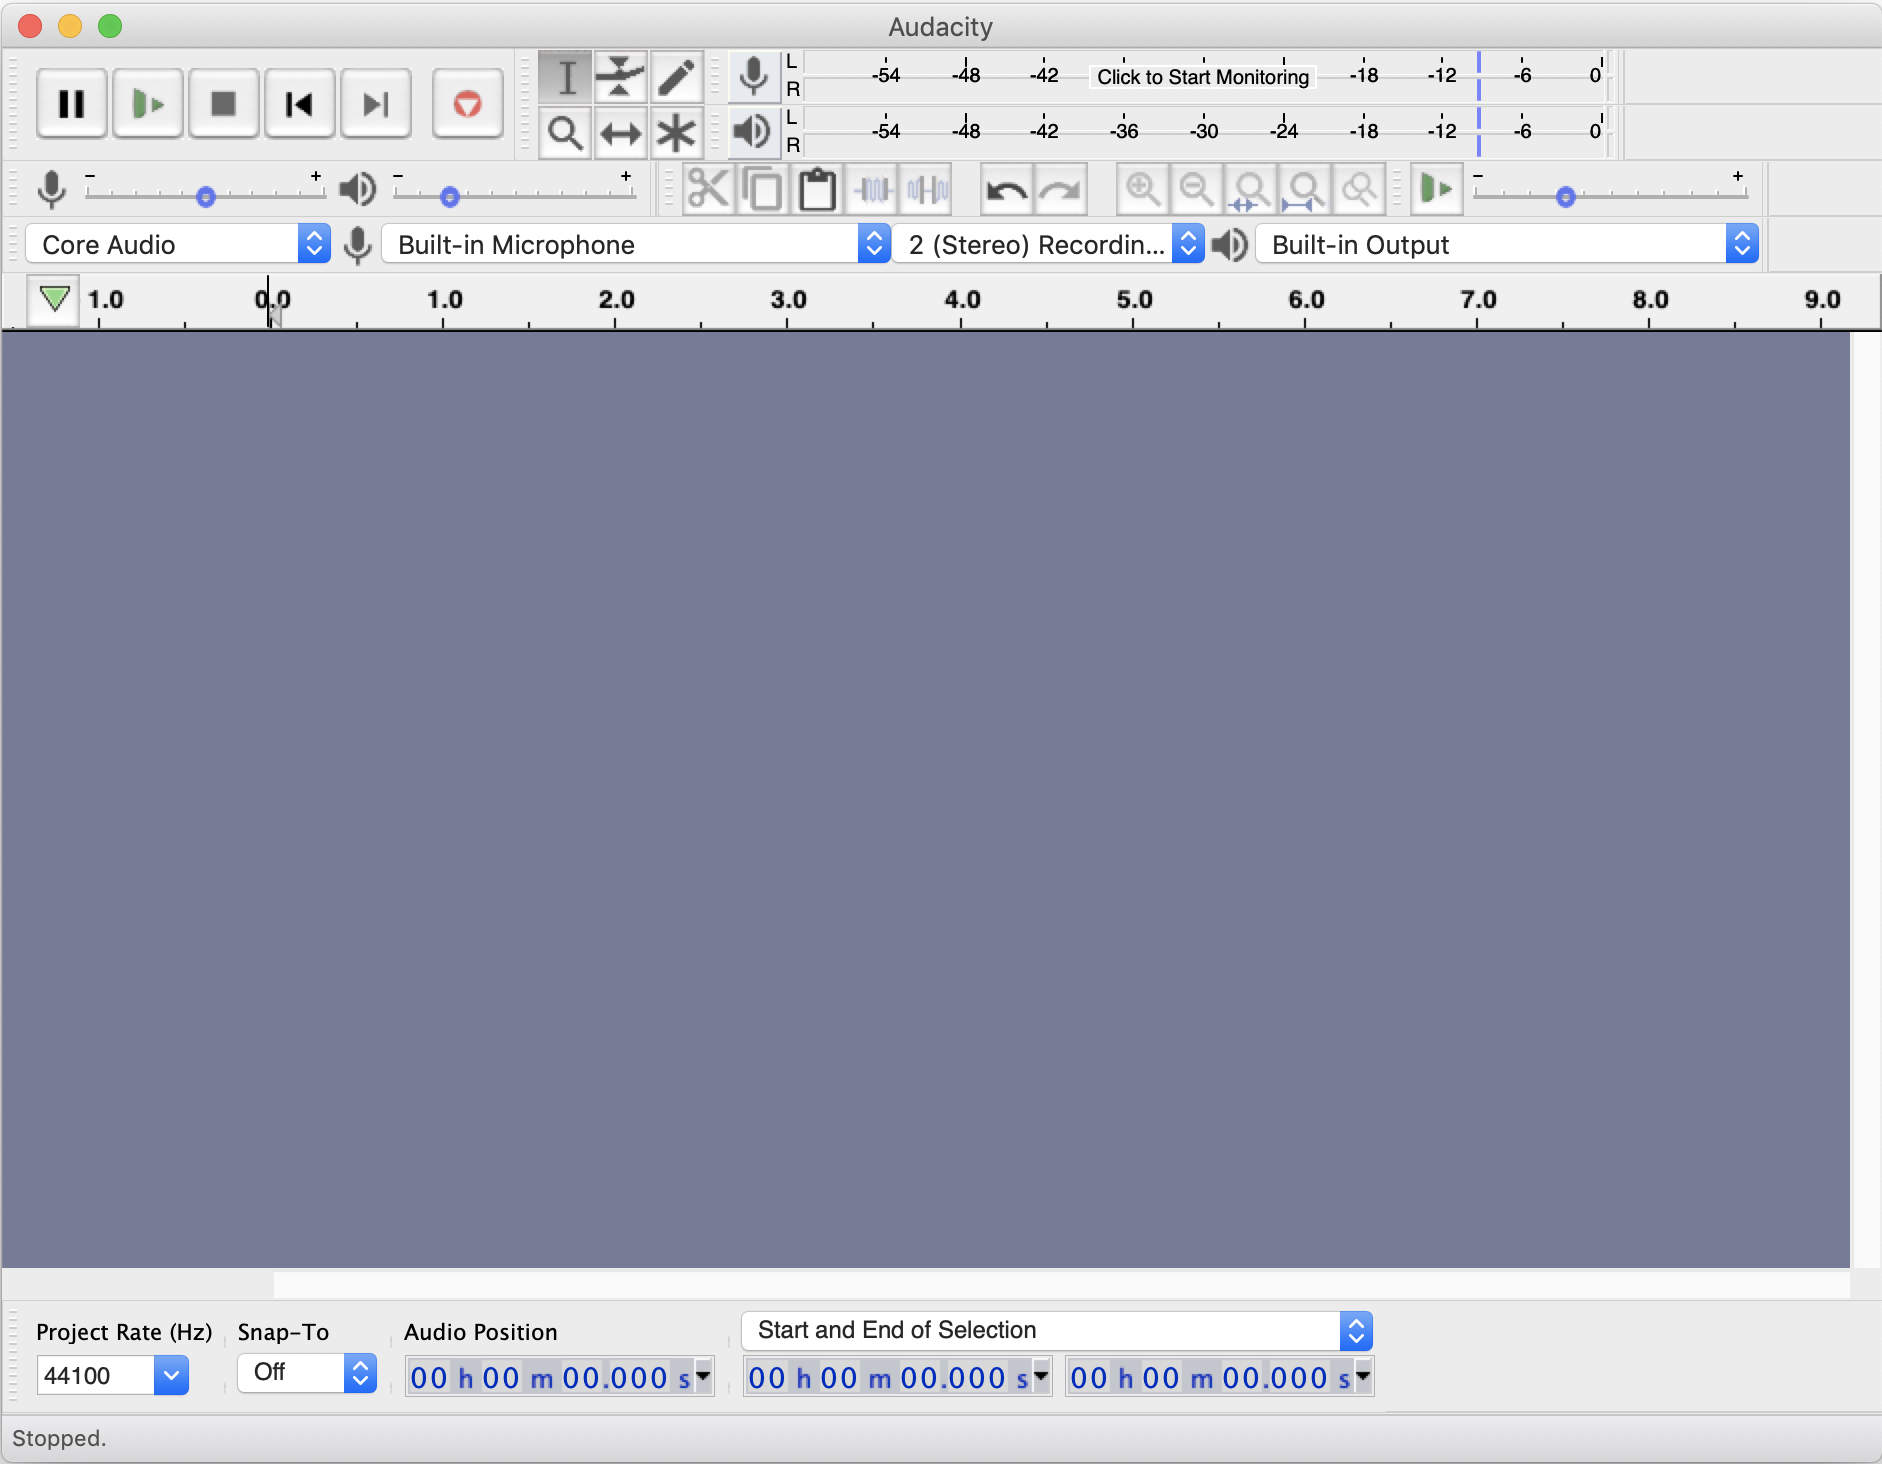 Audacity
L
R
-54 -48 -42 Click to Start Monitoring -18 -12 -6 0
L
R
-54 -48 -42 -36 -30 -24 -18 -12 -6 0
- + - + - +
Core Audio Built-in Microphone 2 (Stereo) Recordin... Built-in Output
1.0 0.0 1.0 2.0 3.0 4.0 5.0 6.0 7.0 8.0 9.0
Project Rate (Hz) Snap-To Audio Position Start and End of Selection
44100 Off 00 h 00 m 00.000 s 00 h 00 m 00.000 s 00 h 00 m 00.000 s
Stopped.